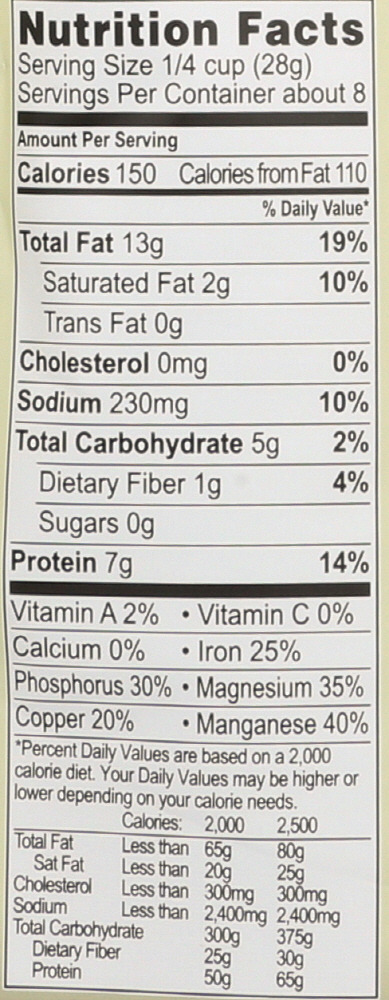 Nutrition Facts
Serving Size 1/4 cup (28g)
Servings Per Container about 8
Amount Per Serving
Calories 150 Calories from Fat 110
% Daily Value*
Total Fat 13g 19%
Saturated Fat 2g 10%
Trans Fat 0g
Cholesterol 0mg 0%
Sodium 230mg 10%
Total Carbohydrate 5g 2%
Dietary Fiber 1g 4%
Sugars 0g
Protein 7g 14%
Vitamin A 2% • Vitamin C 0%
Calcium 0% • Iron 25%
Phosphorus 30% • Magnesium 35%
Copper 20% • Manganese 40%
*Percent Daily Values are based on a 2,000
calorie diet. Your Daily Values may be higher or
lower depending on your calorie needs.
Calories: 2,000 2,500
Total Fat Less than 65g 80g
Sat Fat Less than 20g 25g
Cholesterol Less than 300mg 300mg
Sodium Less than 2,400mg 2,400mg
Total Carbohydrate 300g 375g
Dietary Fiber 25g 30g
Protein 50g 65g